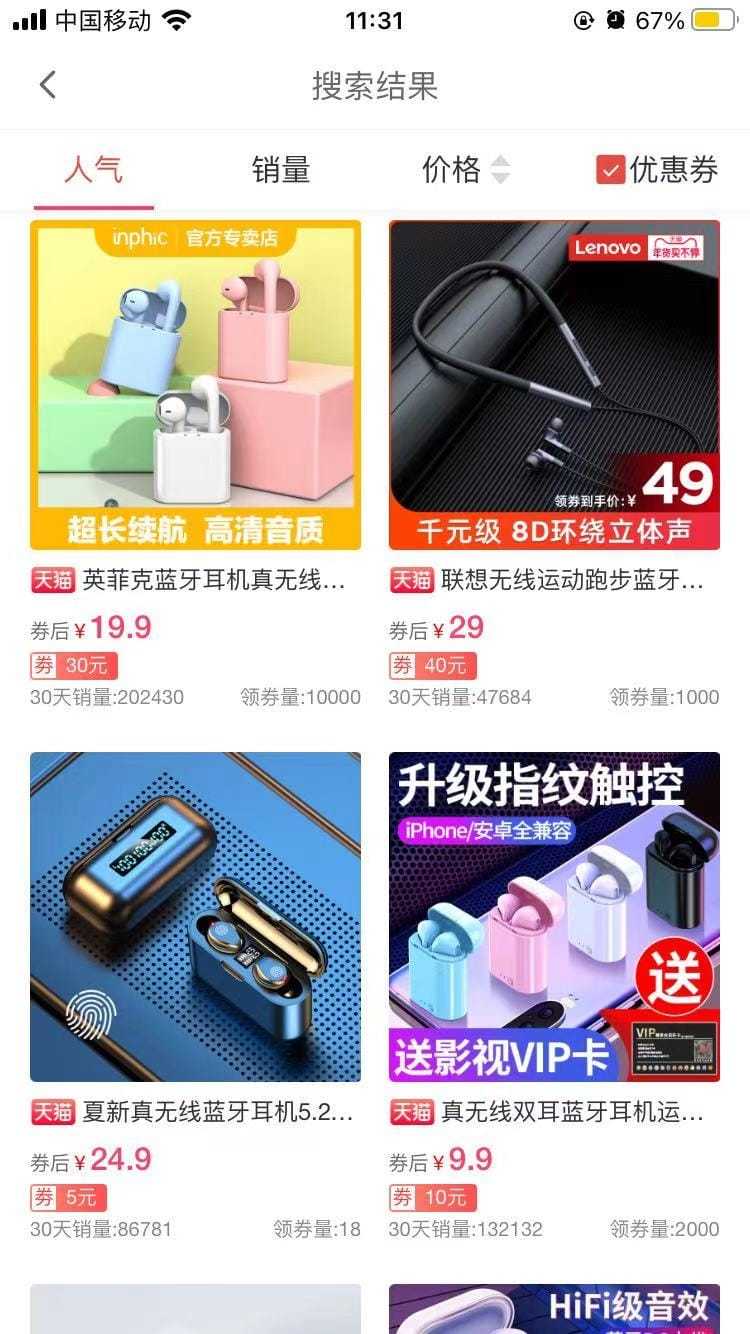 中国移动
11:31
67%
搜索结果
人气
销量
价格
优惠券
inphic 官方专卖店
超长续航 高清音质
天猫 英菲克蓝牙耳机真无线...
券后¥19.9
券 30元
30天销量:202430
领券量:10000
Lenovo
天猫
年货买不停
领券到手价:¥49
千元级 8D环绕立体声
天猫 联想无线运动跑步蓝牙...
券后¥29
券 40元
30天销量:47684
领券量:1000
天猫 夏新真无线蓝牙耳机5.2...
券后¥24.9
券 5元
30天销量:86781
领券量:18
升级指纹触控
iPhone/安卓全兼容
送
VIP
送影视VIP卡
天猫 真无线双耳蓝牙耳机运...
券后¥9.9
券 10元
30天销量:132132
领券量:2000
HiFi级音效